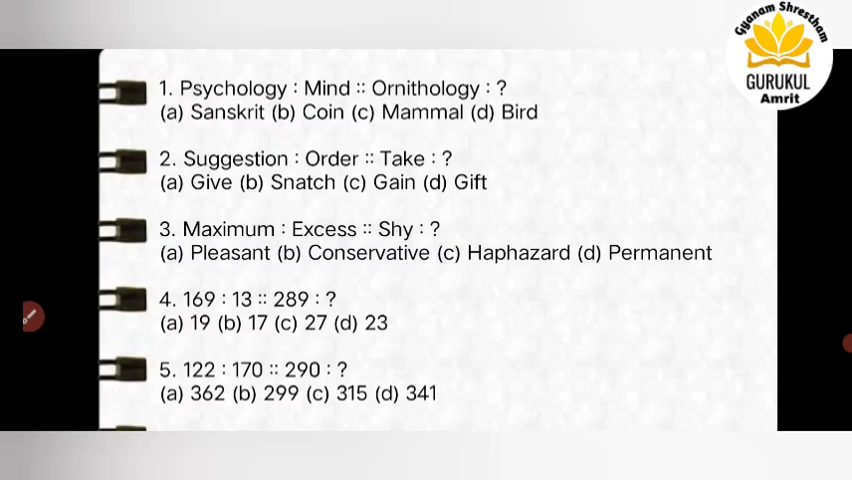 Gyanam Shrestham
GURUKUL
Amrit
1. Psychology : Mind :: Ornithology : ?
(a) Sanskrit (b) Coin (c) Mammal (d) Bird
2. Suggestion : Order :: Take : ?
(a) Give (b) Snatch (c) Gain (d) Gift
3. Maximum : Excess :: Shy : ?
(a) Pleasant (b) Conservative (c) Haphazard (d) Permanent
4. 169 : 13 :: 289 : ?
(a) 19 (b) 17 (c) 27 (d) 23
5. 122 : 170 :: 290 : ?
(a) 362 (b) 299 (c) 315 (d) 341